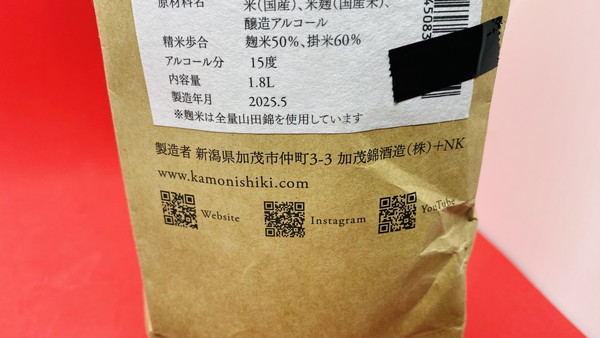 原材料名 米(国産)、米麹(国産米)、
醸造アルコール
精米歩合 麹米50%、掛米60%
アルコール分 15度
内容量 1.8L
製造年月 2025.5
※麹米は全量山田錦を使用しています
製造者 新潟県加茂市仲町3-3 加茂錦酒造(株)+NK
www.kamonishiki.com
Website Instagram YouTube
45083